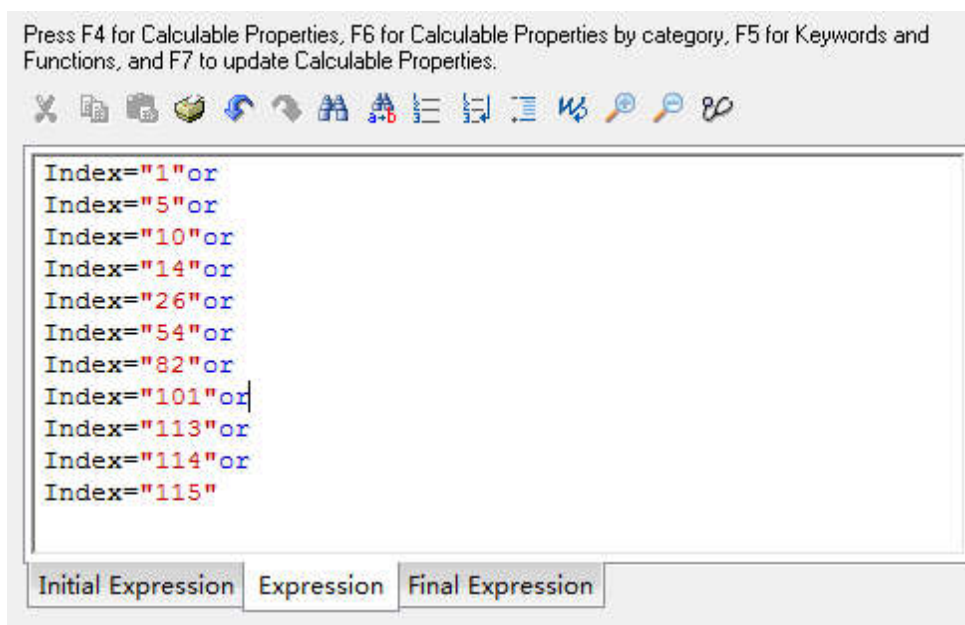 Press F4 for Calculable Properties, F6 for Calculable Properties by category, F5 for Keywords and
Functions, and F7 to update Calculable Properties.
Index="1"or
Index="5"or
Index="10"or
Index="14"or
Index="26"or
Index="54"or
Index="82"or
Index="101"or
Index="113"or
Index="114"or
Index="115"
Initial Expression Expression Final Expression